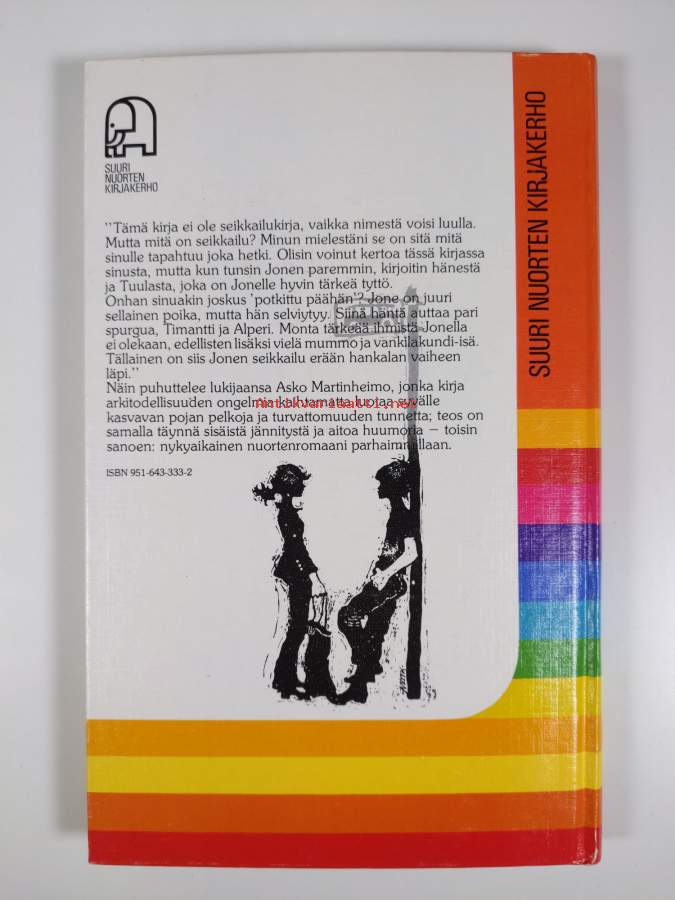 SUURI
NUORTEN
KIRJAKERHO
SUURI NUORTEN KIRJAKERHO
"Tämä kirja ei ole seikkailukirja, vaikka nimestä voisi luulla.
Mutta mitä on seikkailu? Minun mielestäni se on sitä mitä
sinulle tapahtuu joka hetki. Olisin voinut kertoa tässä kirjassa
sinusta, mutta kun tunsin Jonen paremmin, kirjoitin hänestä
ja Tuulasta, joka on Jonelle hyvin tärkeä tyttö.
Onhan sinuakin joskus 'potkittu päähän'? Jone on juuri
sellainen poika, mutta hän selviytyy. Siinä häntä auttaa pari
spurgua, Timantti ja Alperi. Monta tärkeää ihmistä Jonella
ei olekaan, edellisten lisäksi vielä mummo ja vankilakundi-isä.
Tällainen on siis Jonen seikkailu erään hankalan vaiheen
läpi."
Näin puhuttelee lukijaansa Asko Martinheimo, jonka kirja
arkitodellisuuden ongelmia kaihtamatta luotaa syvälle
kasvavan pojan pelkoja ja turvattomuuden tunnetta; teos on
samalla täynnä sisäistä jännitystä ja aitoa huumoria – toisin
sanoen: nykyaikainen nuortenromaani parhaimmillaan.
Antikvariaatti.net
ISBN 951-643-333-2